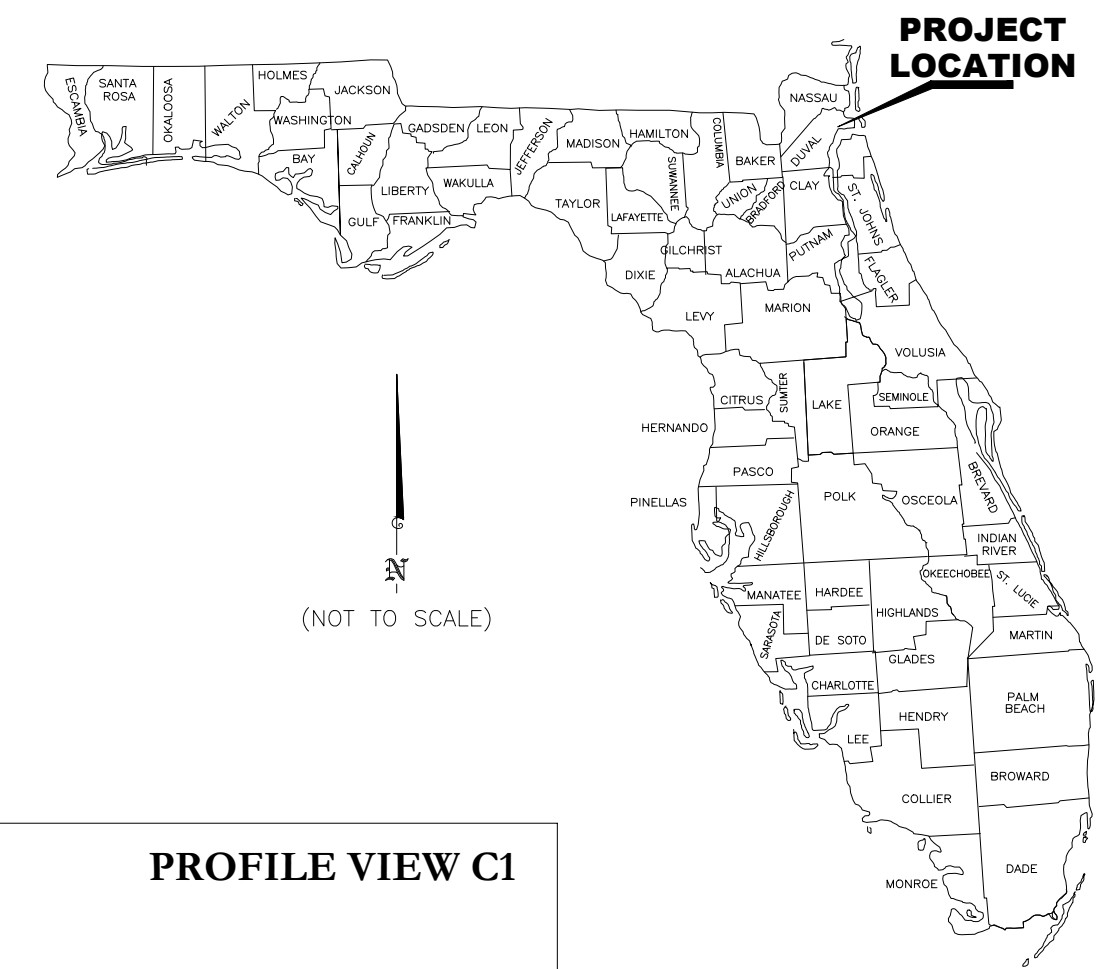 PROJECT
LOCATION
ESCAMBIA
SANTA
ROSA
OKALOOSA
WALTON
HOLMES
WASHINGTON
JACKSON
BAY
CALHOUN
GULF
GADSDEN
LIBERTY
FRANKLIN
LEON
WAKULLA
JEFFERSON
MADISON
TAYLOR
HAMILTON
SUWANNEE
LAFAYETTE
DIXIE
COLUMBIA
GILCHRIST
BAKER
UNION
BRADFORD
ALACHUA
NASSAU
DUVAL
CLAY
ST. JOHNS
PUTNAM
FLAGLER
LEVY
MARION
VOLUSIA
CITRUS
SUMTER
LAKE
SEMINOLE
HERNANDO
ORANGE
PASCO
PINELLAS
HILLSBOROUGH
POLK
OSCEOLA
BREVARD
INDIAN
RIVER
MANATEE
HARDEE
HIGHLANDS
OKEECHOBEE
ST. LUCIE
SARASOTA
DE SOTO
MARTIN
CHARLOTTE
GLADES
PALM
BEACH
LEE
HENDRY
BROWARD
COLLIER
MONROE
DADE
N
(NOT TO SCALE)
PROFILE VIEW C1